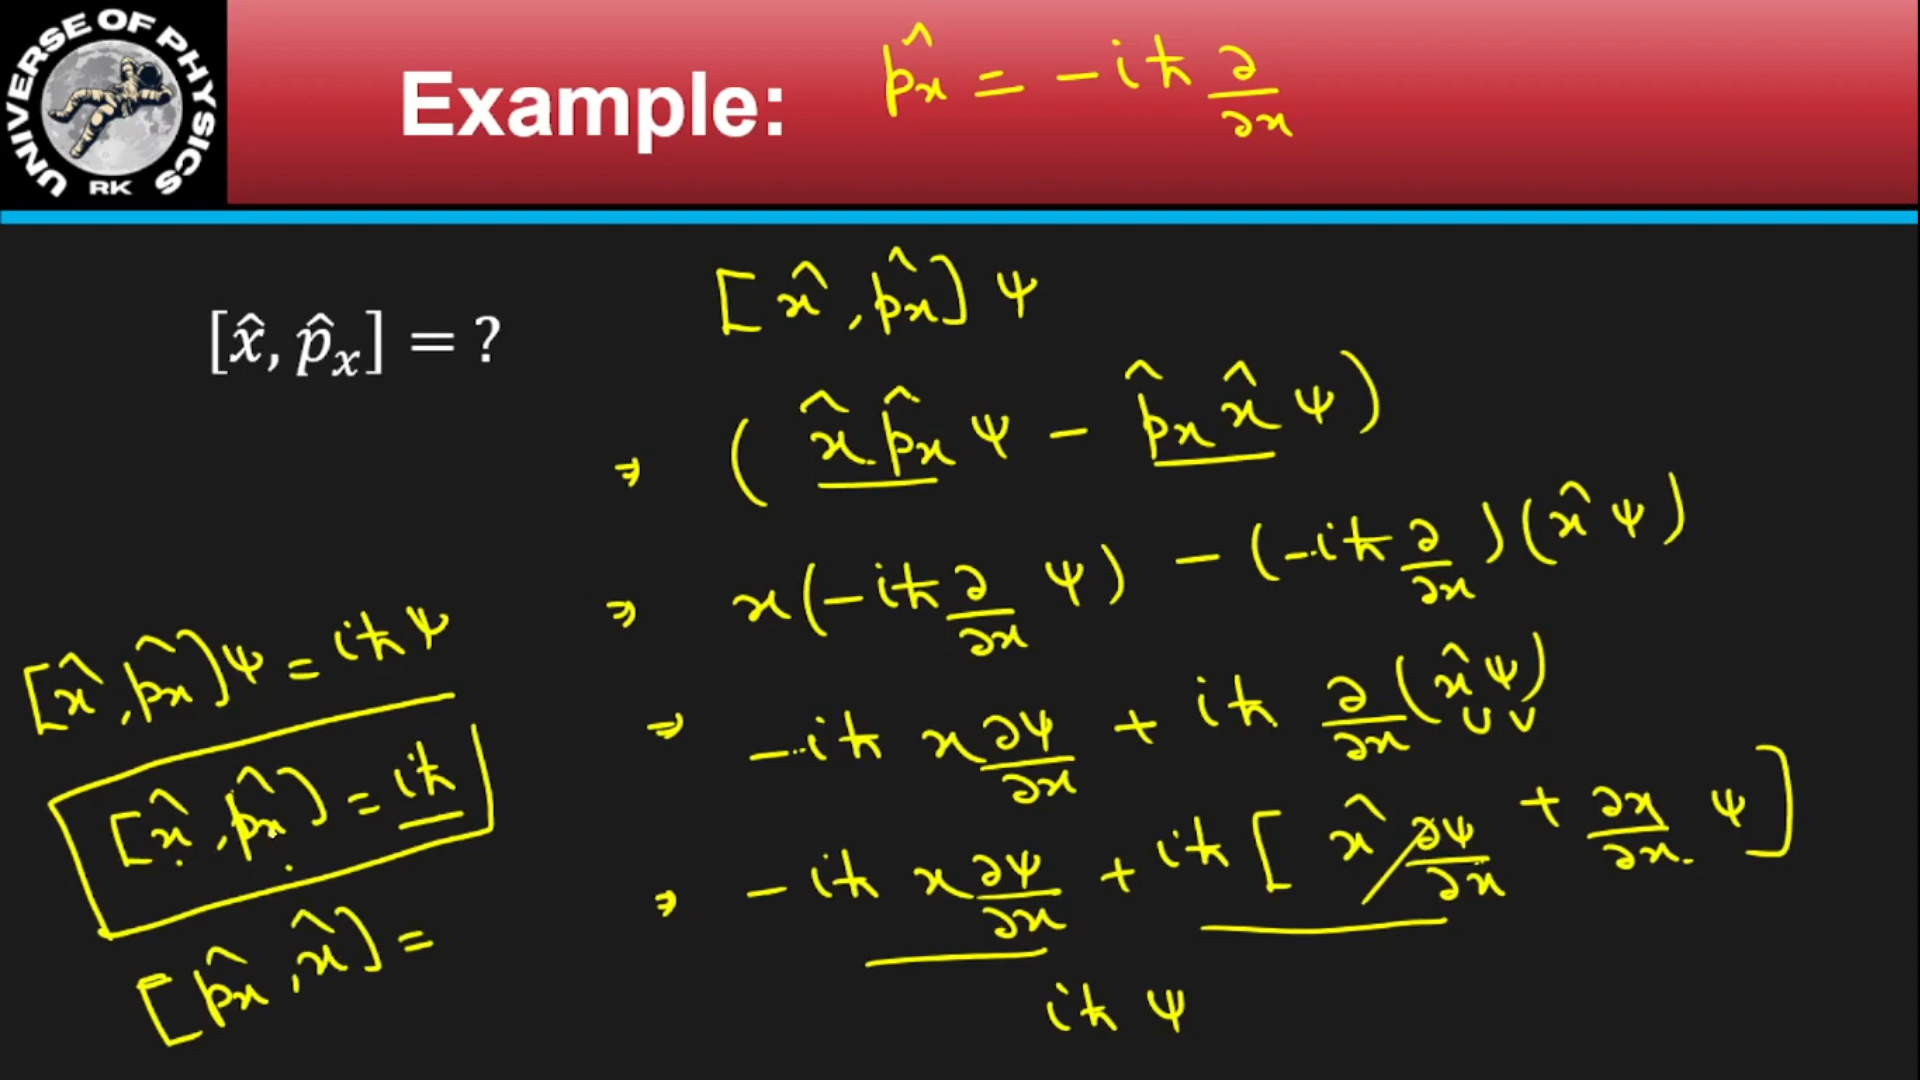 UNIVERSE OF PHYSICS
RK
Example:
p̂x = -iħ ∂/∂x
[x̂, p̂x] = ?
[x̂, p̂x] ψ
⇒ ( x̂ p̂x ψ - p̂x x̂ ψ )
⇒ x(-iħ ∂/∂x ψ) - (-iħ ∂/∂x)(x̂ ψ)
⇒ -iħ x ∂ψ/∂x + iħ ∂/∂x (x̂ ψ)
U V
⇒ -iħ x ∂ψ/∂x + iħ [ x̂ ∂ψ/∂x + ∂x/∂x ψ ]
iħ ψ
[x̂, p̂x]ψ = iħ ψ
[x̂, p̂x] = iħ
[p̂x, x̂] =